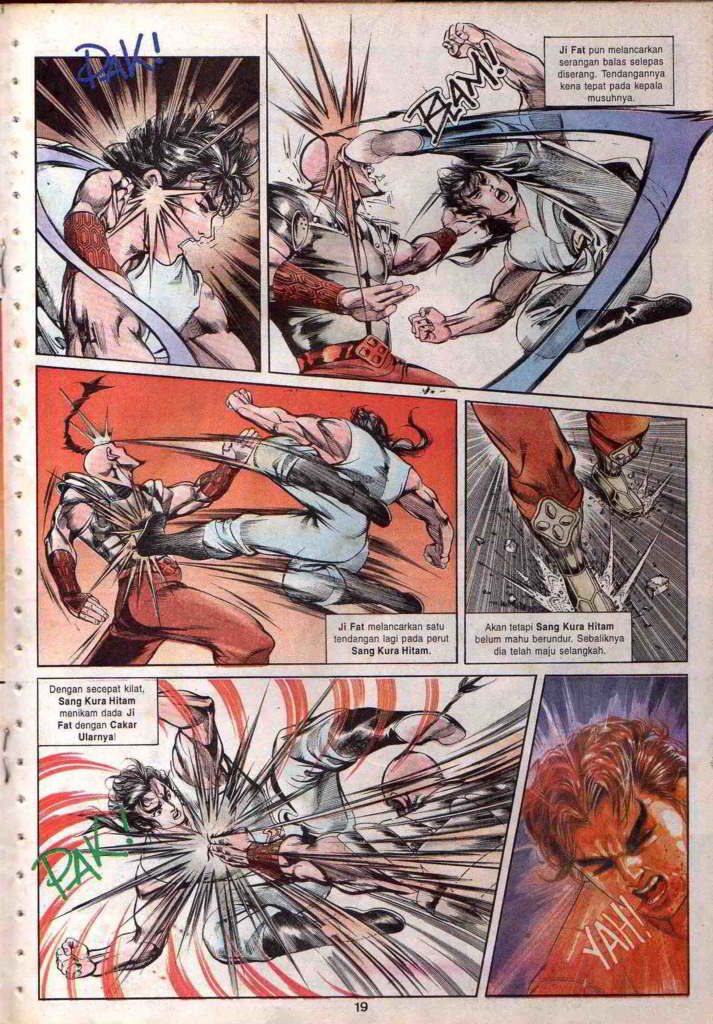 PAK!
BLAM!
Ji Fat pun melancarkan
serangan balas selepas
diserang. Tendangannya
kena tepat pada kepala
musuhnya.
Ji Fat melancarkan satu
tendangan lagi pada perut
Sang Kura Hitam.
Akan tetapi Sang Kura Hitam
belum mahu berundur. Sebaliknya
dia telah maju selangkah.
Dengan secepat kilat,
Sang Kura Hitam
menikam dada Ji
Fat dengan Cakar
Ularnya!
PAK!
YAH!
19